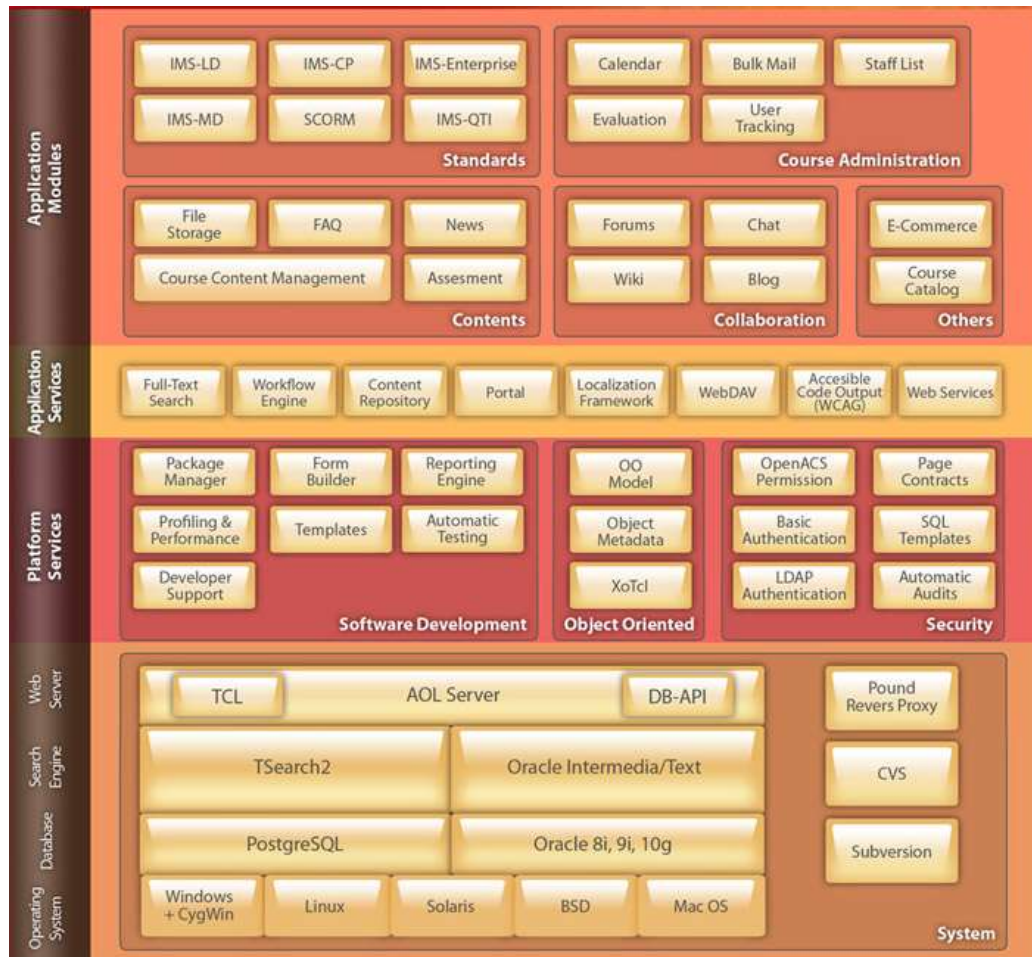 Application
Modules
IMS-LD
IMS-CP
IMS-Enterprise
IMS-MD
SCORM
IMS-QTI
Standards
Calendar
Bulk Mail
Staff List
Evaluation
User
Tracking
Course Administration
File
Storage
FAQ
News
Course Content Management
Assesment
Contents
Forums
Chat
Wiki
Blog
Collaboration
E-Commerce
Course
Catalog
Others
Application
Services
Full-Text
Search
Workflow
Engine
Content
Repository
Portal
Localization
Framework
WebDAV
Accesible
Code Output
(WCAG)
Web Services
Platform
Services
Package
Manager
Form
Builder
Reporting
Engine
Profiling &
Performance
Templates
Automatic
Testing
Developer
Support
Software Development
OO
Model
Object
Metadata
XoTcl
Object Oriented
OpenACS
Permission
Page
Contracts
Basic
Authentication
SQL
Templates
LDAP
Authentication
Automatic
Audits
Security
Web
Server
TCL
AOL Server
DB-API
Pound
Revers Proxy
Search
Engine
TSearch2
Oracle Intermedia/Text
CVS
Database
PostgreSQL
Oracle 8i, 9i, 10g
Subversion
Operating
System
Windows
+ CygWin
Linux
Solaris
BSD
Mac OS
System